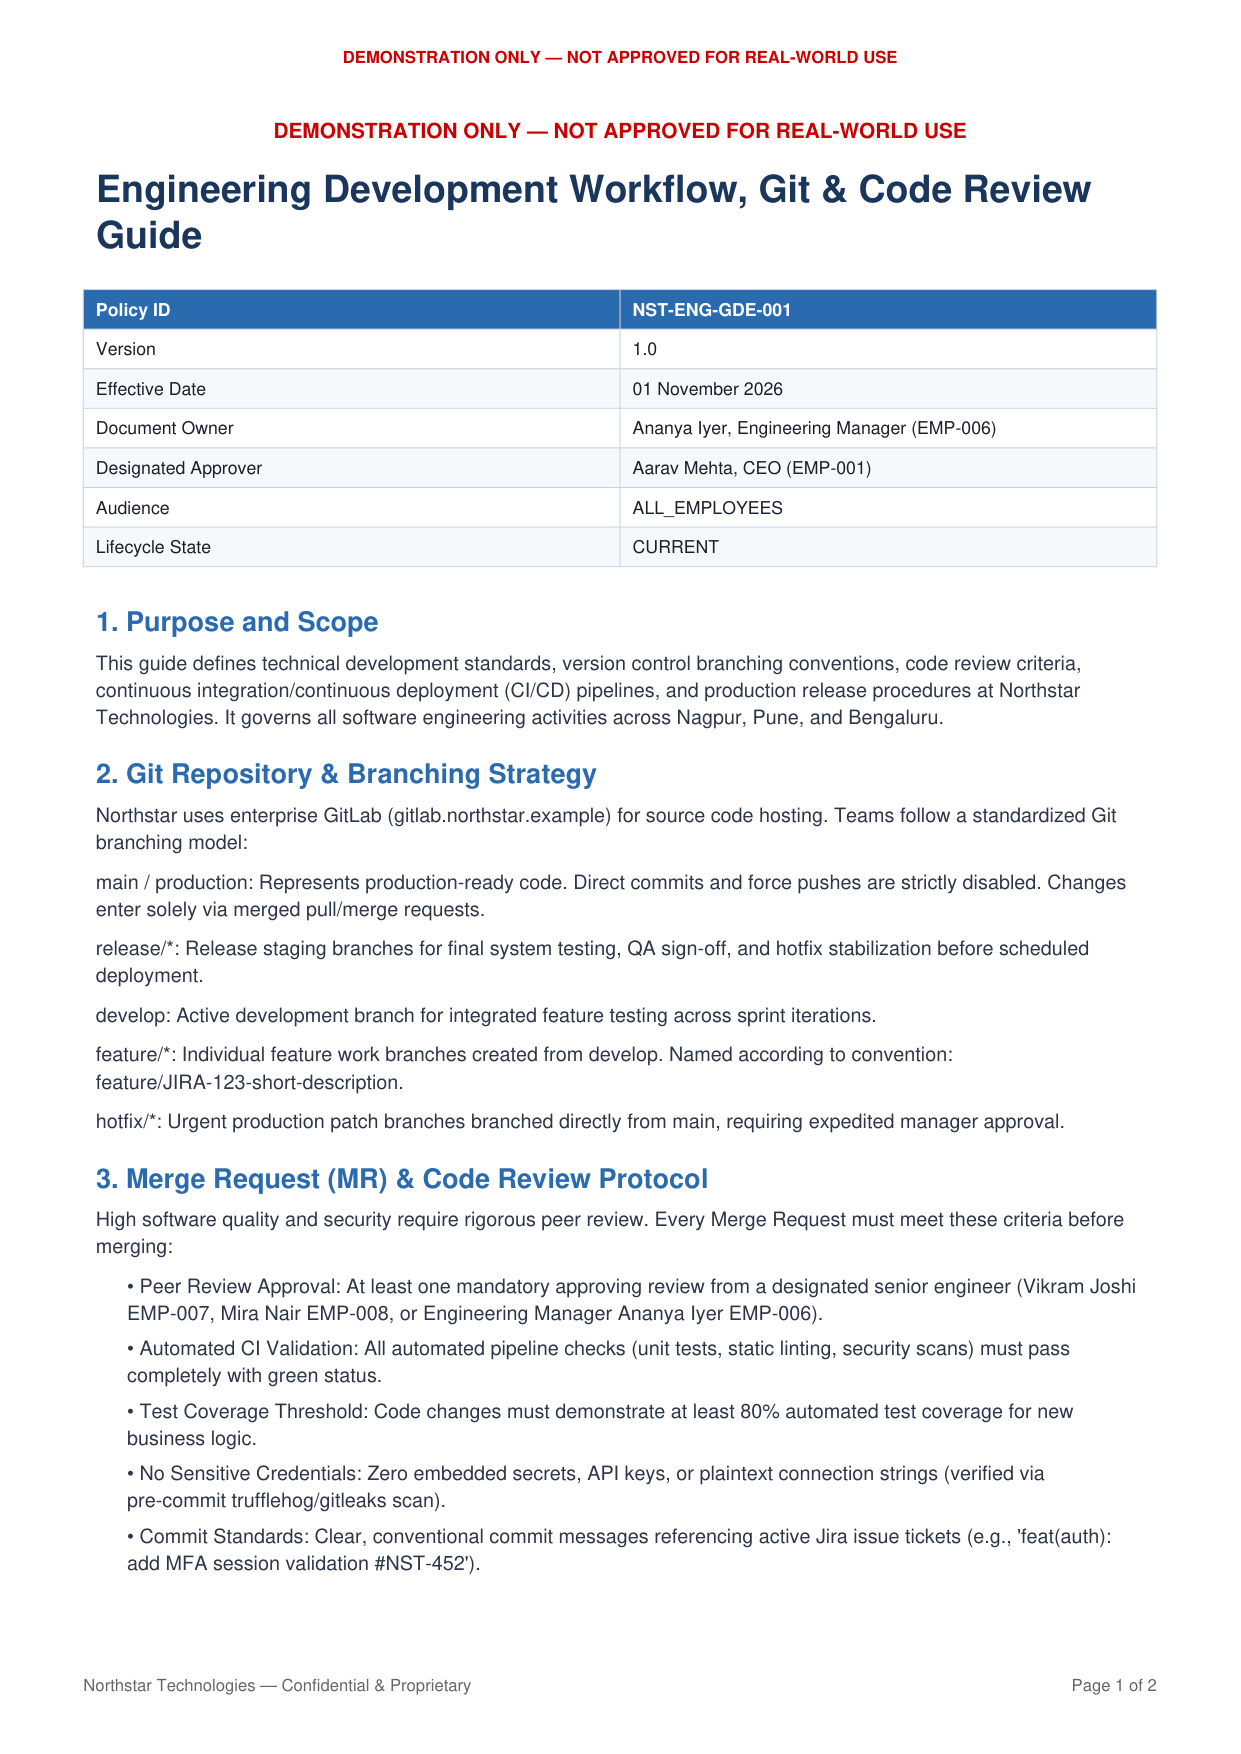 DEMONSTRATION ONLY — NOT APPROVED FOR REAL-WORLD USE
DEMONSTRATION ONLY — NOT APPROVED FOR REAL-WORLD USE
Engineering Development Workflow, Git & Code Review
Guide
Policy ID NST-ENG-GDE-001
Version 1.0
Effective Date 01 November 2026
Document Owner Ananya Iyer, Engineering Manager (EMP-006)
Designated Approver Aarav Mehta, CEO (EMP-001)
Audience ALL_EMPLOYEES
Lifecycle State CURRENT
1. Purpose and Scope
This guide defines technical development standards, version control branching conventions, code review criteria,
continuous integration/continuous deployment (CI/CD) pipelines, and production release procedures at Northstar
Technologies. It governs all software engineering activities across Nagpur, Pune, and Bengaluru.
2. Git Repository & Branching Strategy
Northstar uses enterprise GitLab (gitlab.northstar.example) for source code hosting. Teams follow a standardized Git
branching model:
main / production: Represents production-ready code. Direct commits and force pushes are strictly disabled. Changes
enter solely via merged pull/merge requests.
release/*: Release staging branches for final system testing, QA sign-off, and hotfix stabilization before scheduled
deployment.
develop: Active development branch for integrated feature testing across sprint iterations.
feature/*: Individual feature work branches created from develop. Named according to convention:
feature/JIRA-123-short-description.
hotfix/*: Urgent production patch branches branched directly from main, requiring expedited manager approval.
3. Merge Request (MR) & Code Review Protocol
High software quality and security require rigorous peer review. Every Merge Request must meet these criteria before
merging:
• Peer Review Approval: At least one mandatory approving review from a designated senior engineer (Vikram Joshi
EMP-007, Mira Nair EMP-008, or Engineering Manager Ananya Iyer EMP-006).
• Automated CI Validation: All automated pipeline checks (unit tests, static linting, security scans) must pass
completely with green status.
• Test Coverage Threshold: Code changes must demonstrate at least 80% automated test coverage for new
business logic.
• No Sensitive Credentials: Zero embedded secrets, API keys, or plaintext connection strings (verified via
pre-commit trufflehog/gitleaks scan).
• Commit Standards: Clear, conventional commit messages referencing active Jira issue tickets (e.g., 'feat(auth):
add MFA session validation #NST-452').
Northstar Technologies — Confidential & Proprietary Page 1 of 2